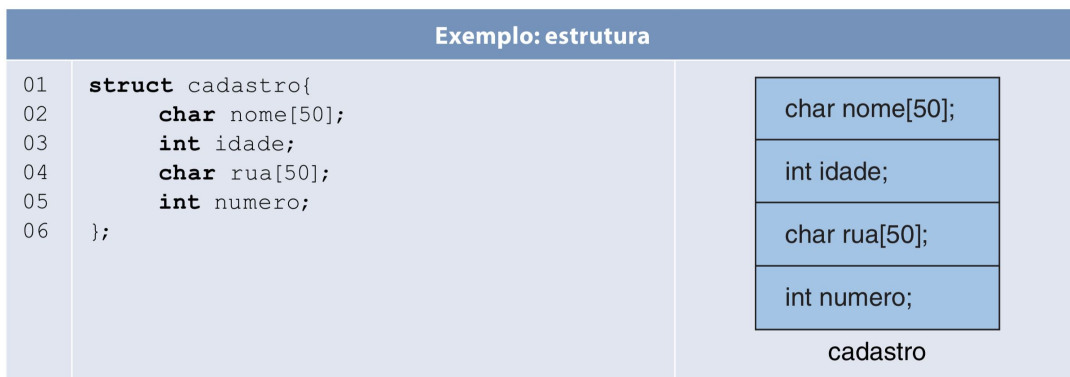 Exemplo: estrutura
01 struct cadastro{
02 char nome[50];
03 int idade;
04 char rua[50];
05 int numero;
06 };
char nome[50];
int idade;
char rua[50];
int numero;
cadastro